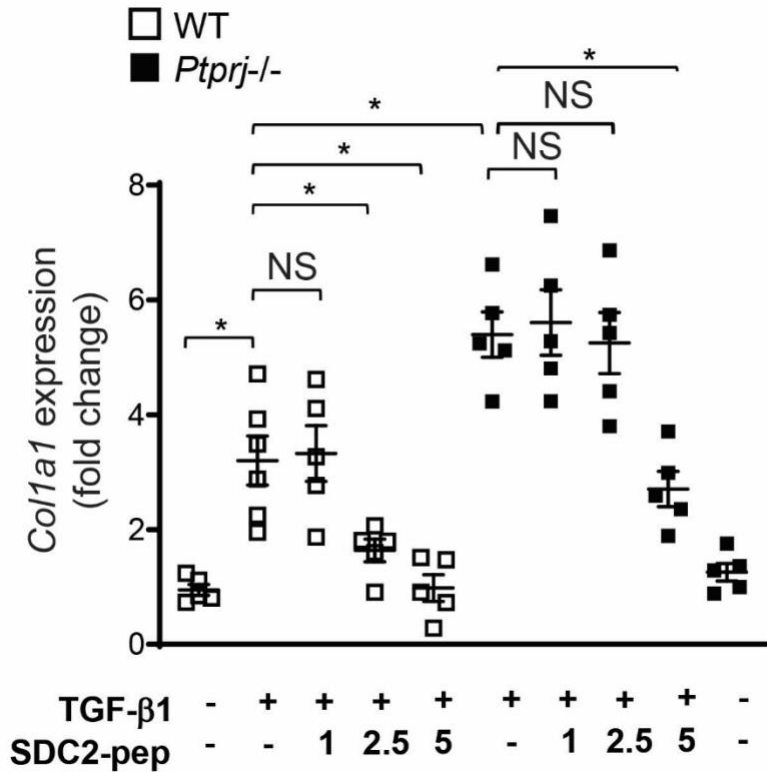 WT
Ptprj-/-
*
NS
*
NS
*
*
NS
*
8
6
4
2
0
Col1a1 expression
(fold change)
TGF-β1 - + + + + + + + + -
SDC2-pep - - 1 2.5 5 - 1 2.5 5 -